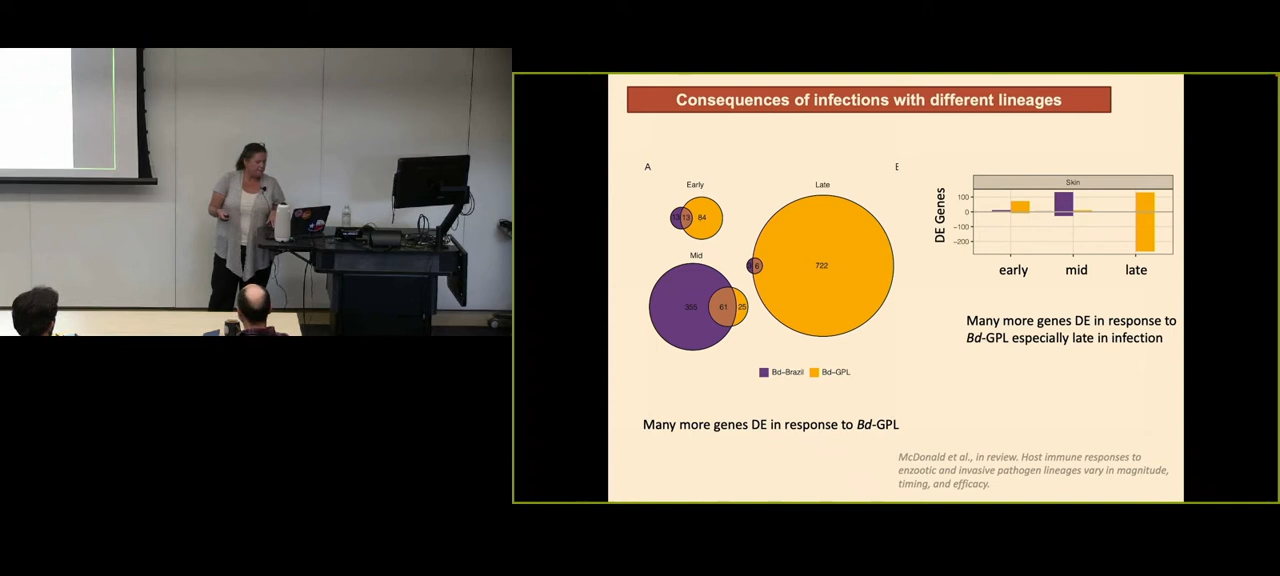 Consequences of infections with different lineages
A
Early
13
13
84
Mid
355
61
25
Late
6
722
Bd–Brazil
Bd–GPL
Many more genes DE in response to Bd-GPL
E
Skin
DE Genes
100
0
−100
−200
early
mid
late
Many more genes DE in response to
Bd-GPL especially late in infection
McDonald et al., in review. Host immune responses to
enzootic and invasive pathogen lineages vary in magnitude,
timing, and efficacy.